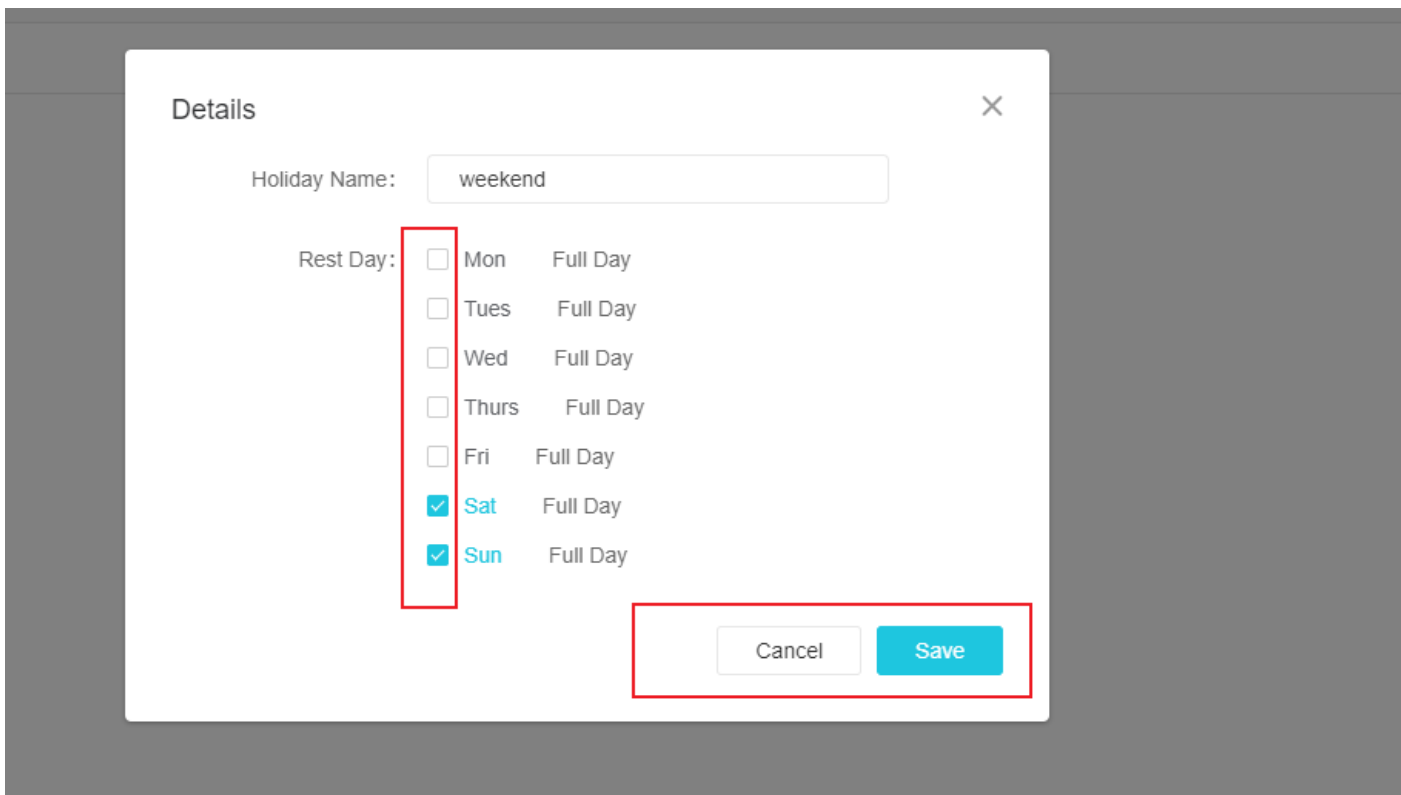 Details
Holiday Name: weekend
Rest Day: Mon Full Day
Tues Full Day
Wed Full Day
Thurs Full Day
Fri Full Day
Sat Full Day
Sun Full Day
Cancel Save